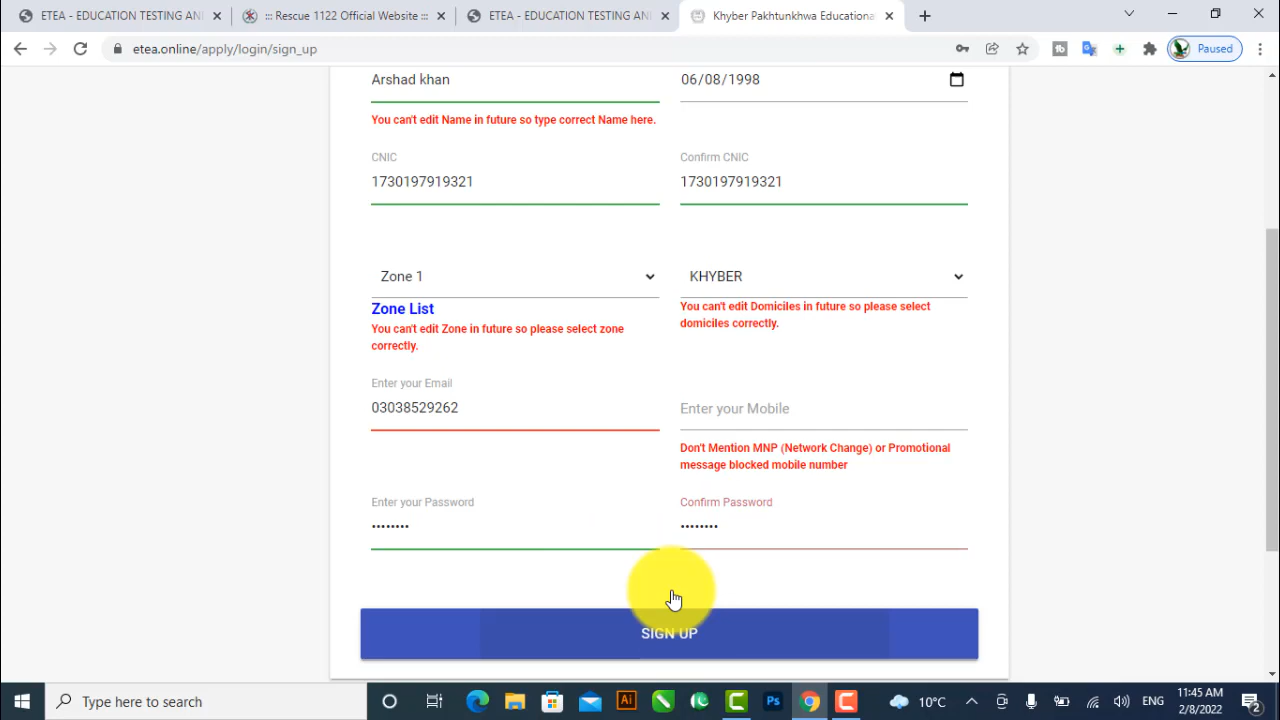 ETEA - EDUCATION TESTING AN
::: Rescue 1122 Official Website :::
ETEA - EDUCATION TESTING AN
Khyber Pakhtunkhwa Educationa
etea.online/apply/login/sign_up
Paused
Arshad khan
06/08/1998
You can't edit Name in future so type correct Name here.
CNIC
Confirm CNIC
1730197919321
1730197919321
Zone 1
KHYBER
Zone List
You can't edit Domiciles in future so please select
domiciles correctly.
You can't edit Zone in future so please select zone
correctly.
Enter your Email
03038529262
Enter your Mobile
Don't Mention MNP (Network Change) or Promotional
message blocked mobile number
Enter your Password
Confirm Password
••••••••
••••••••
SIGN UP
Type here to search
Ai
Ps
10°C
ENG
11:45 AM
2/8/2022
2